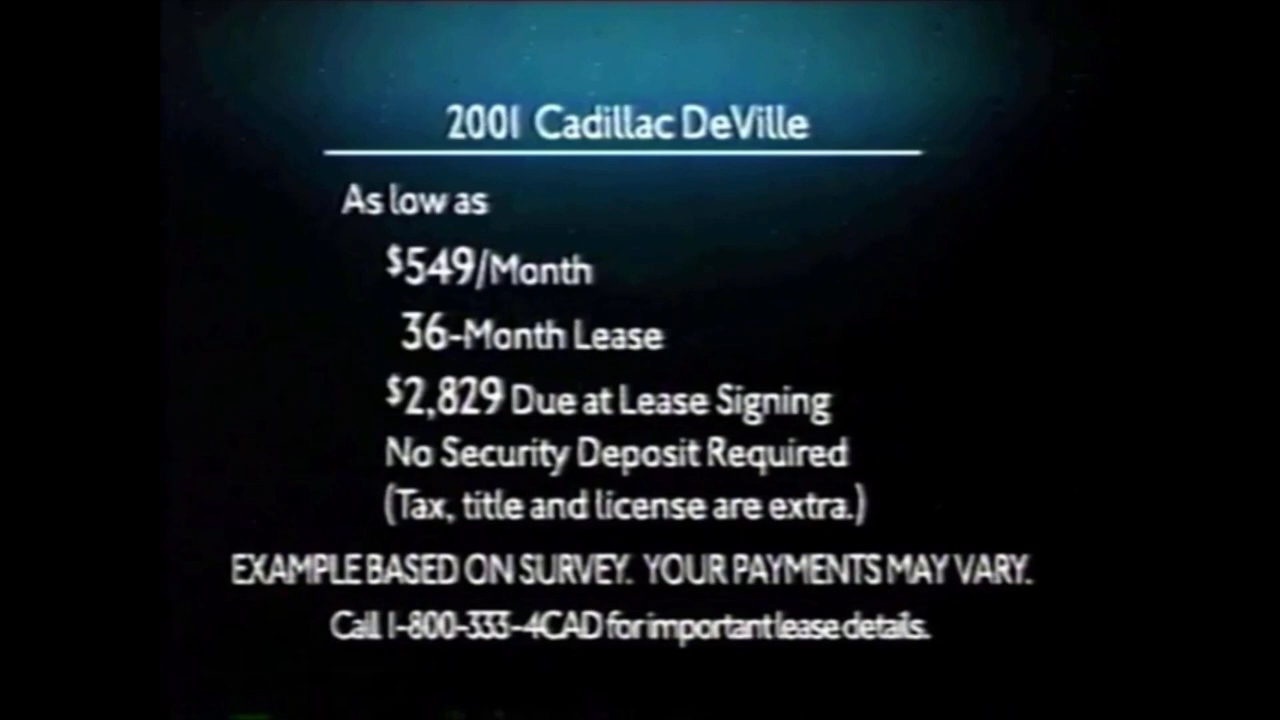 2001 Cadillac DeVille
As low as
$549/Month
36-Month Lease
$2,829 Due at Lease Signing
No Security Deposit Required
(Tax, title and license are extra.)
EXAMPLE BASED ON SURVEY. YOUR PAYMENTS MAY VARY.
Call 1-800-333-4CAD for important lease details.